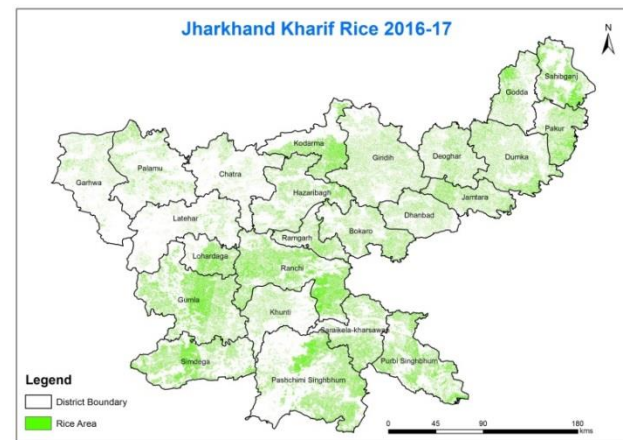 Jharkhand Kharif Rice 2016-17
N
Sahibganj
Godda
Pakur
Kodarma
Giridih
Deoghar
Dumka
Palamu
Garhwa
Chatra
Hazaribagh
Jamtara
Latehar
Dhanbad
Ramgarh
Bokaro
Lohardaga
Ranchi
Gumla
Khunti
Saraikela-kharsawan
Simdega
Purbi Singhbhum
Pashchimi Singhbhum
Legend
District Boundary
Rice Area
0 45 90 180
kms